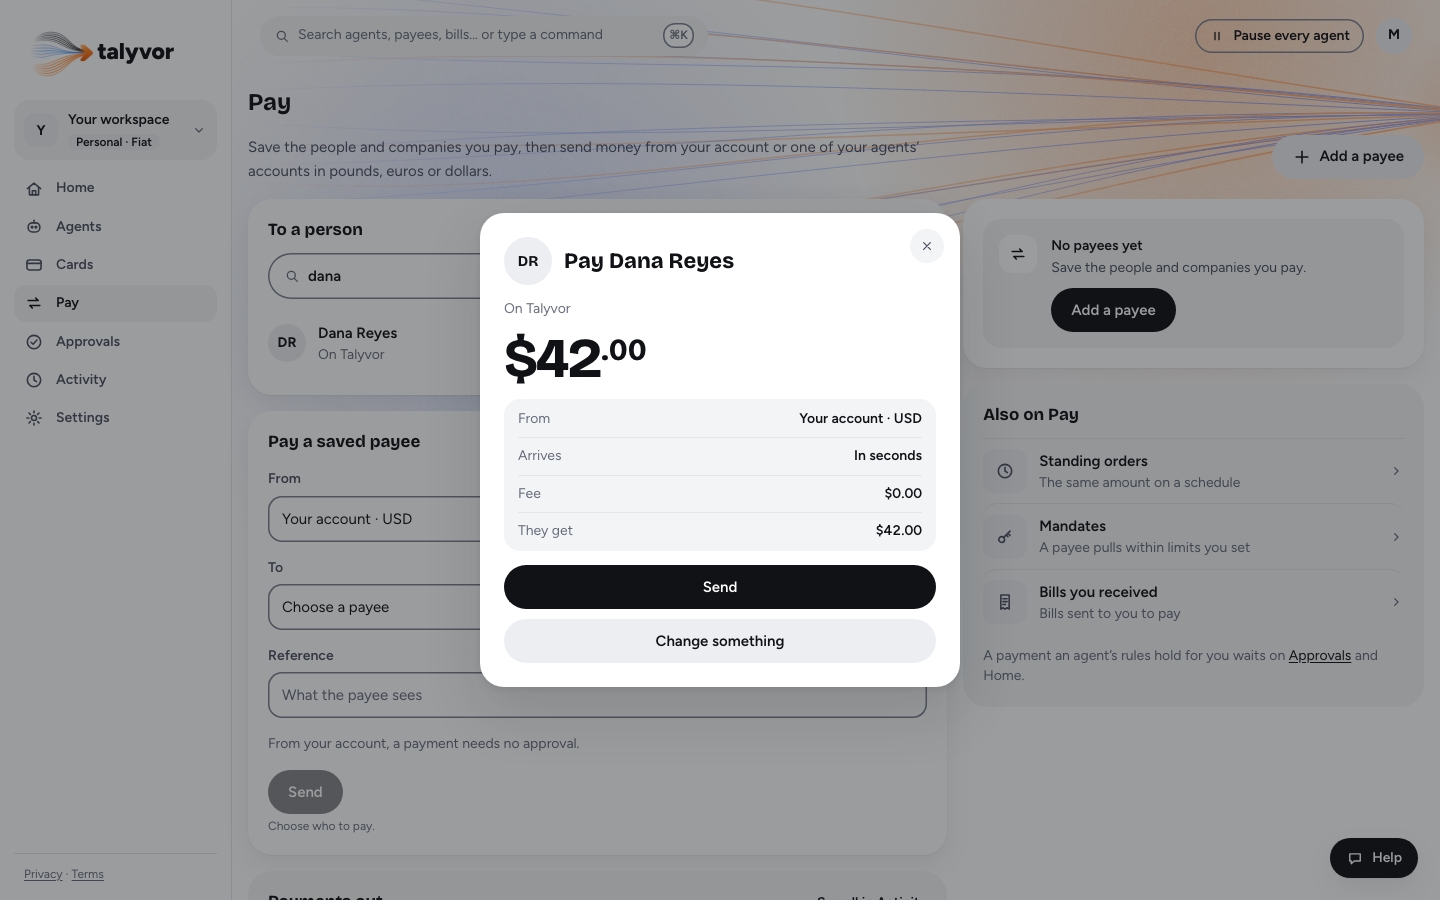 talyvor
Search agents, payees, bills... or type a command
⌘K
Pause every agent
M
Y
Your workspace
Personal · Fiat
Home
Agents
Cards
Pay
Approvals
Activity
Settings
Privacy · Terms
Pay
Save the people and companies you pay, then send money from your account or one of your agents’
accounts in pounds, euros or dollars.
Add a payee
To a person
dana
DR
Dana Reyes
On Talyvor
Pay a saved payee
From
Your account · USD
To
Choose a payee
Reference
What the payee sees
From your account, a payment needs no approval.
Send
Choose who to pay.
DR
Pay Dana Reyes
On Talyvor
$42.00
From
Your account · USD
Arrives
In seconds
Fee
$0.00
They get
$42.00
Send
Change something
No payees yet
Save the people and companies you pay.
Add a payee
Also on Pay
Standing orders
The same amount on a schedule
Mandates
A payee pulls within limits you set
Bills you received
Bills sent to you to pay
A payment an agent’s rules hold for you waits on Approvals and
Home.
Help